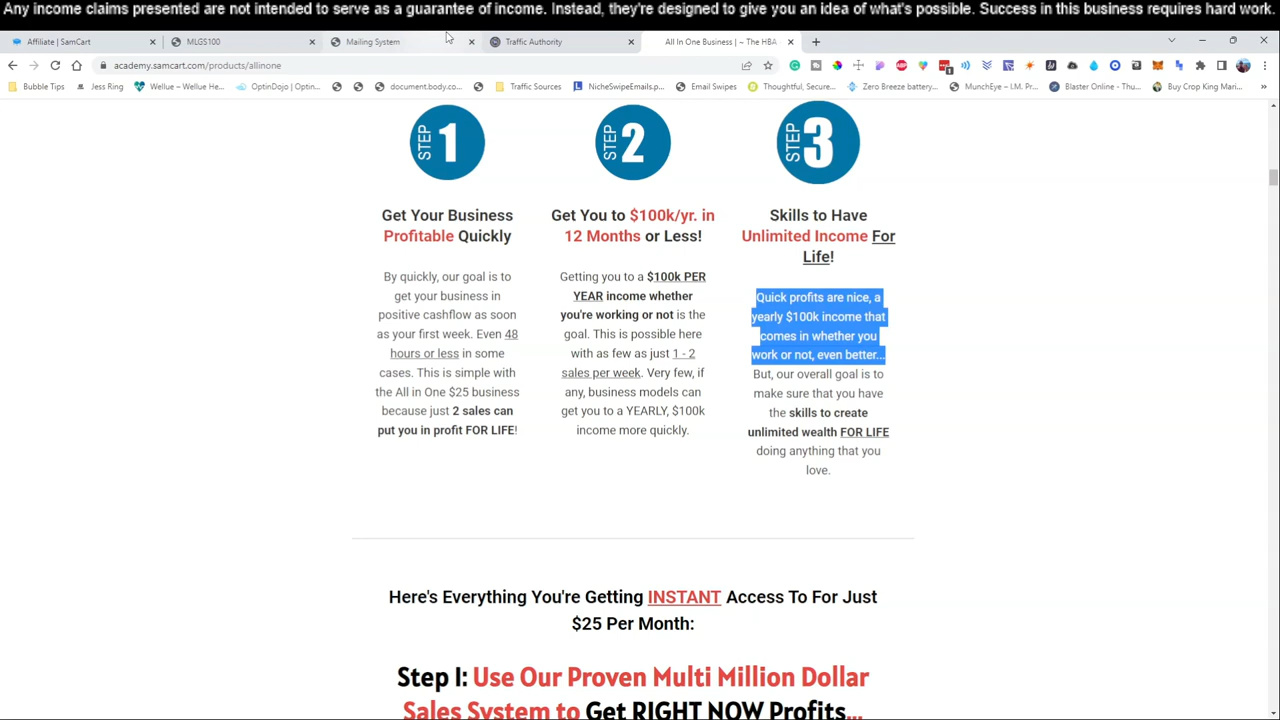 Any income claims presented are not intended to serve as a guarantee of income. Instead, they're designed to give you an idea of what's possible. Success in this business requires hard work.
Affiliate | SamCart
MLGS100
Mailing System
Traffic Authority
All In One Business | ~ The HBA
academy.samcart.com/products/allinone
Bubble Tips
Jess Ring
Wellue – Wellue He...
OptinDojo | Optin...
document.body.co...
Traffic Sources
NicheSwipeEmails.p...
Email Swipes
Thoughtful, Secure...
Zero Breeze battery...
MunchEye – I.M. Pr...
Blaster Online - Thu...
Buy Crop King Mari...
STEP 1
STEP 2
STEP 3
Get Your Business
Profitable Quickly
By quickly, our goal is to
get your business in
positive cashflow as soon
as your first week. Even 48
hours or less in some
cases. This is simple with
the All in One $25 business
because just 2 sales can
put you in profit FOR LIFE!
Get You to $100k/yr. in
12 Months or Less!
Getting you to a $100k PER
YEAR income whether
you're working or not is the
goal. This is possible here
with as few as just 1 - 2
sales per week. Very few, if
any, business models can
get you to a YEARLY, $100k
income more quickly.
Skills to Have
Unlimited Income For
Life!
Quick profits are nice, a
yearly $100k income that
comes in whether you
work or not, even better...
But, our overall goal is to
make sure that you have
the skills to create
unlimited wealth FOR LIFE
doing anything that you
love.
Here's Everything You're Getting INSTANT Access To For Just
$25 Per Month:
Step I: Use Our Proven Multi Million Dollar
Sales System to Get RIGHT NOW Profits...